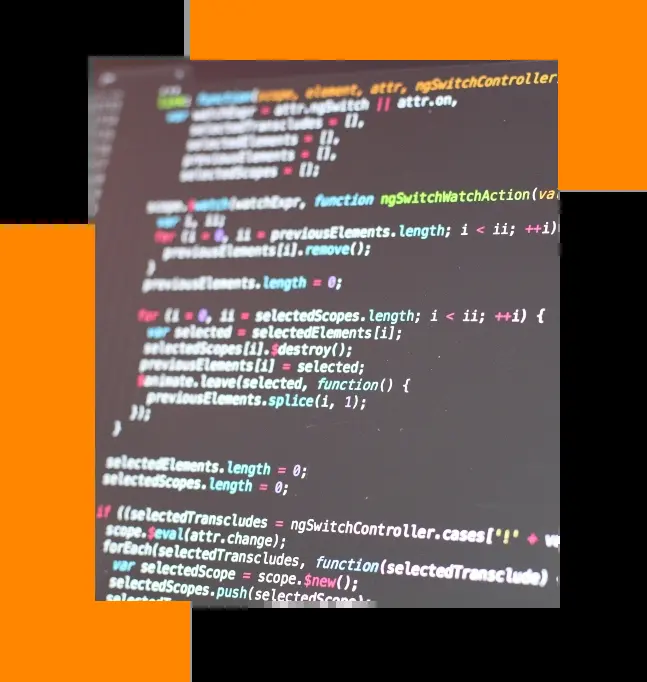 function(scope, element, attr, ngSwitchController
var watchExpr = attr.ngSwitch || attr.on,
selectedTranscludes = [],
selectedElements = [],
previousElements = [],
selectedScopes = [];
scope.$watch(watchExpr, function ngSwitchWatchAction(va
var i, ii;
for (i = 0, ii = previousElements.length; i < ii; ++i)
previousElements[i].remove();
}
previousElements.length = 0;
for (i = 0, ii = selectedScopes.length; i < ii; ++i) {
var selected = selectedElements[i];
selectedScopes[i].$destroy();
previousElements[i] = selected;
$animate.leave(selected, function() {
previousElements.splice(i, 1);
});
}
selectedElements.length = 0;
selectedScopes.length = 0;
if ((selectedTranscludes = ngSwitchController.cases['!' +
scope.$eval(attr.change);
forEach(selectedTranscludes, function(selectedTransclude)
var selectedScope = scope.$new();
selectedScopes.push(selectedScope);